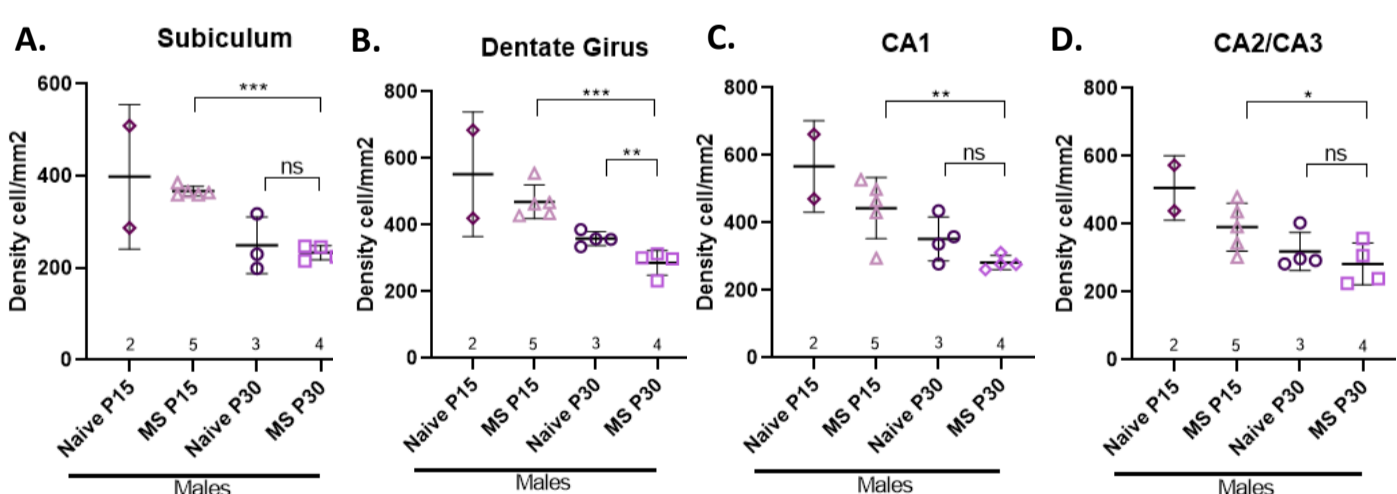 A.
Subiculum
Density cell/mm2
600
400
200
0
***
ns
2 5 3 4
Naive P15
MS P15
Naive P30
MS P30
Males
B.
Dentate Girus
Density cell/mm2
800
600
400
200
0
***
**
2 5 3 4
Naive P15
MS P15
Naive P30
MS P30
Males
C.
CA1
Density cell/mm2
800
600
400
200
0
**
ns
2 5 3 4
Naive P15
MS P15
Naive P30
MS P30
Males
D.
CA2/CA3
Density cell/mm2
800
600
400
200
0
*
ns
2 5 3 4
Naive P15
MS P15
Naive P30
MS P30
Males